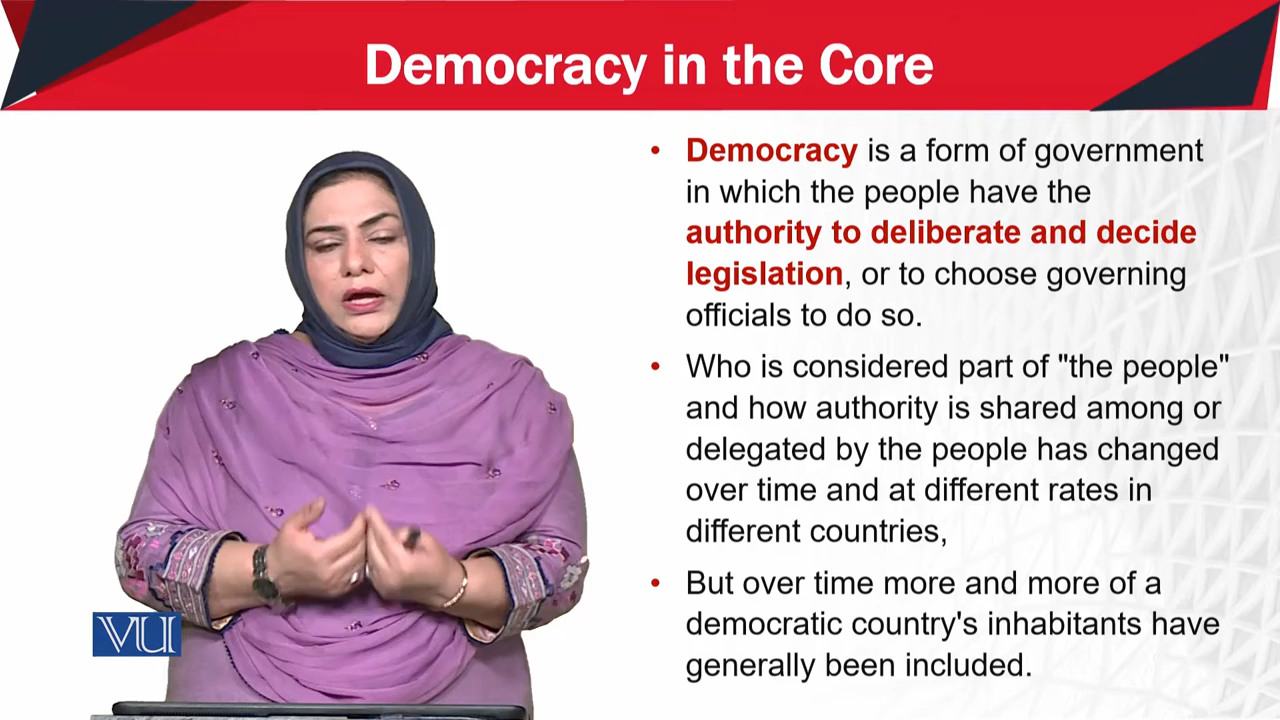 Democracy in the Core
• Democracy is a form of government
in which the people have the
authority to deliberate and decide
legislation, or to choose governing
officials to do so.
• Who is considered part of "the people"
and how authority is shared among or
delegated by the people has changed
over time and at different rates in
different countries,
• But over time more and more of a
democratic country's inhabitants have
generally been included.
VU